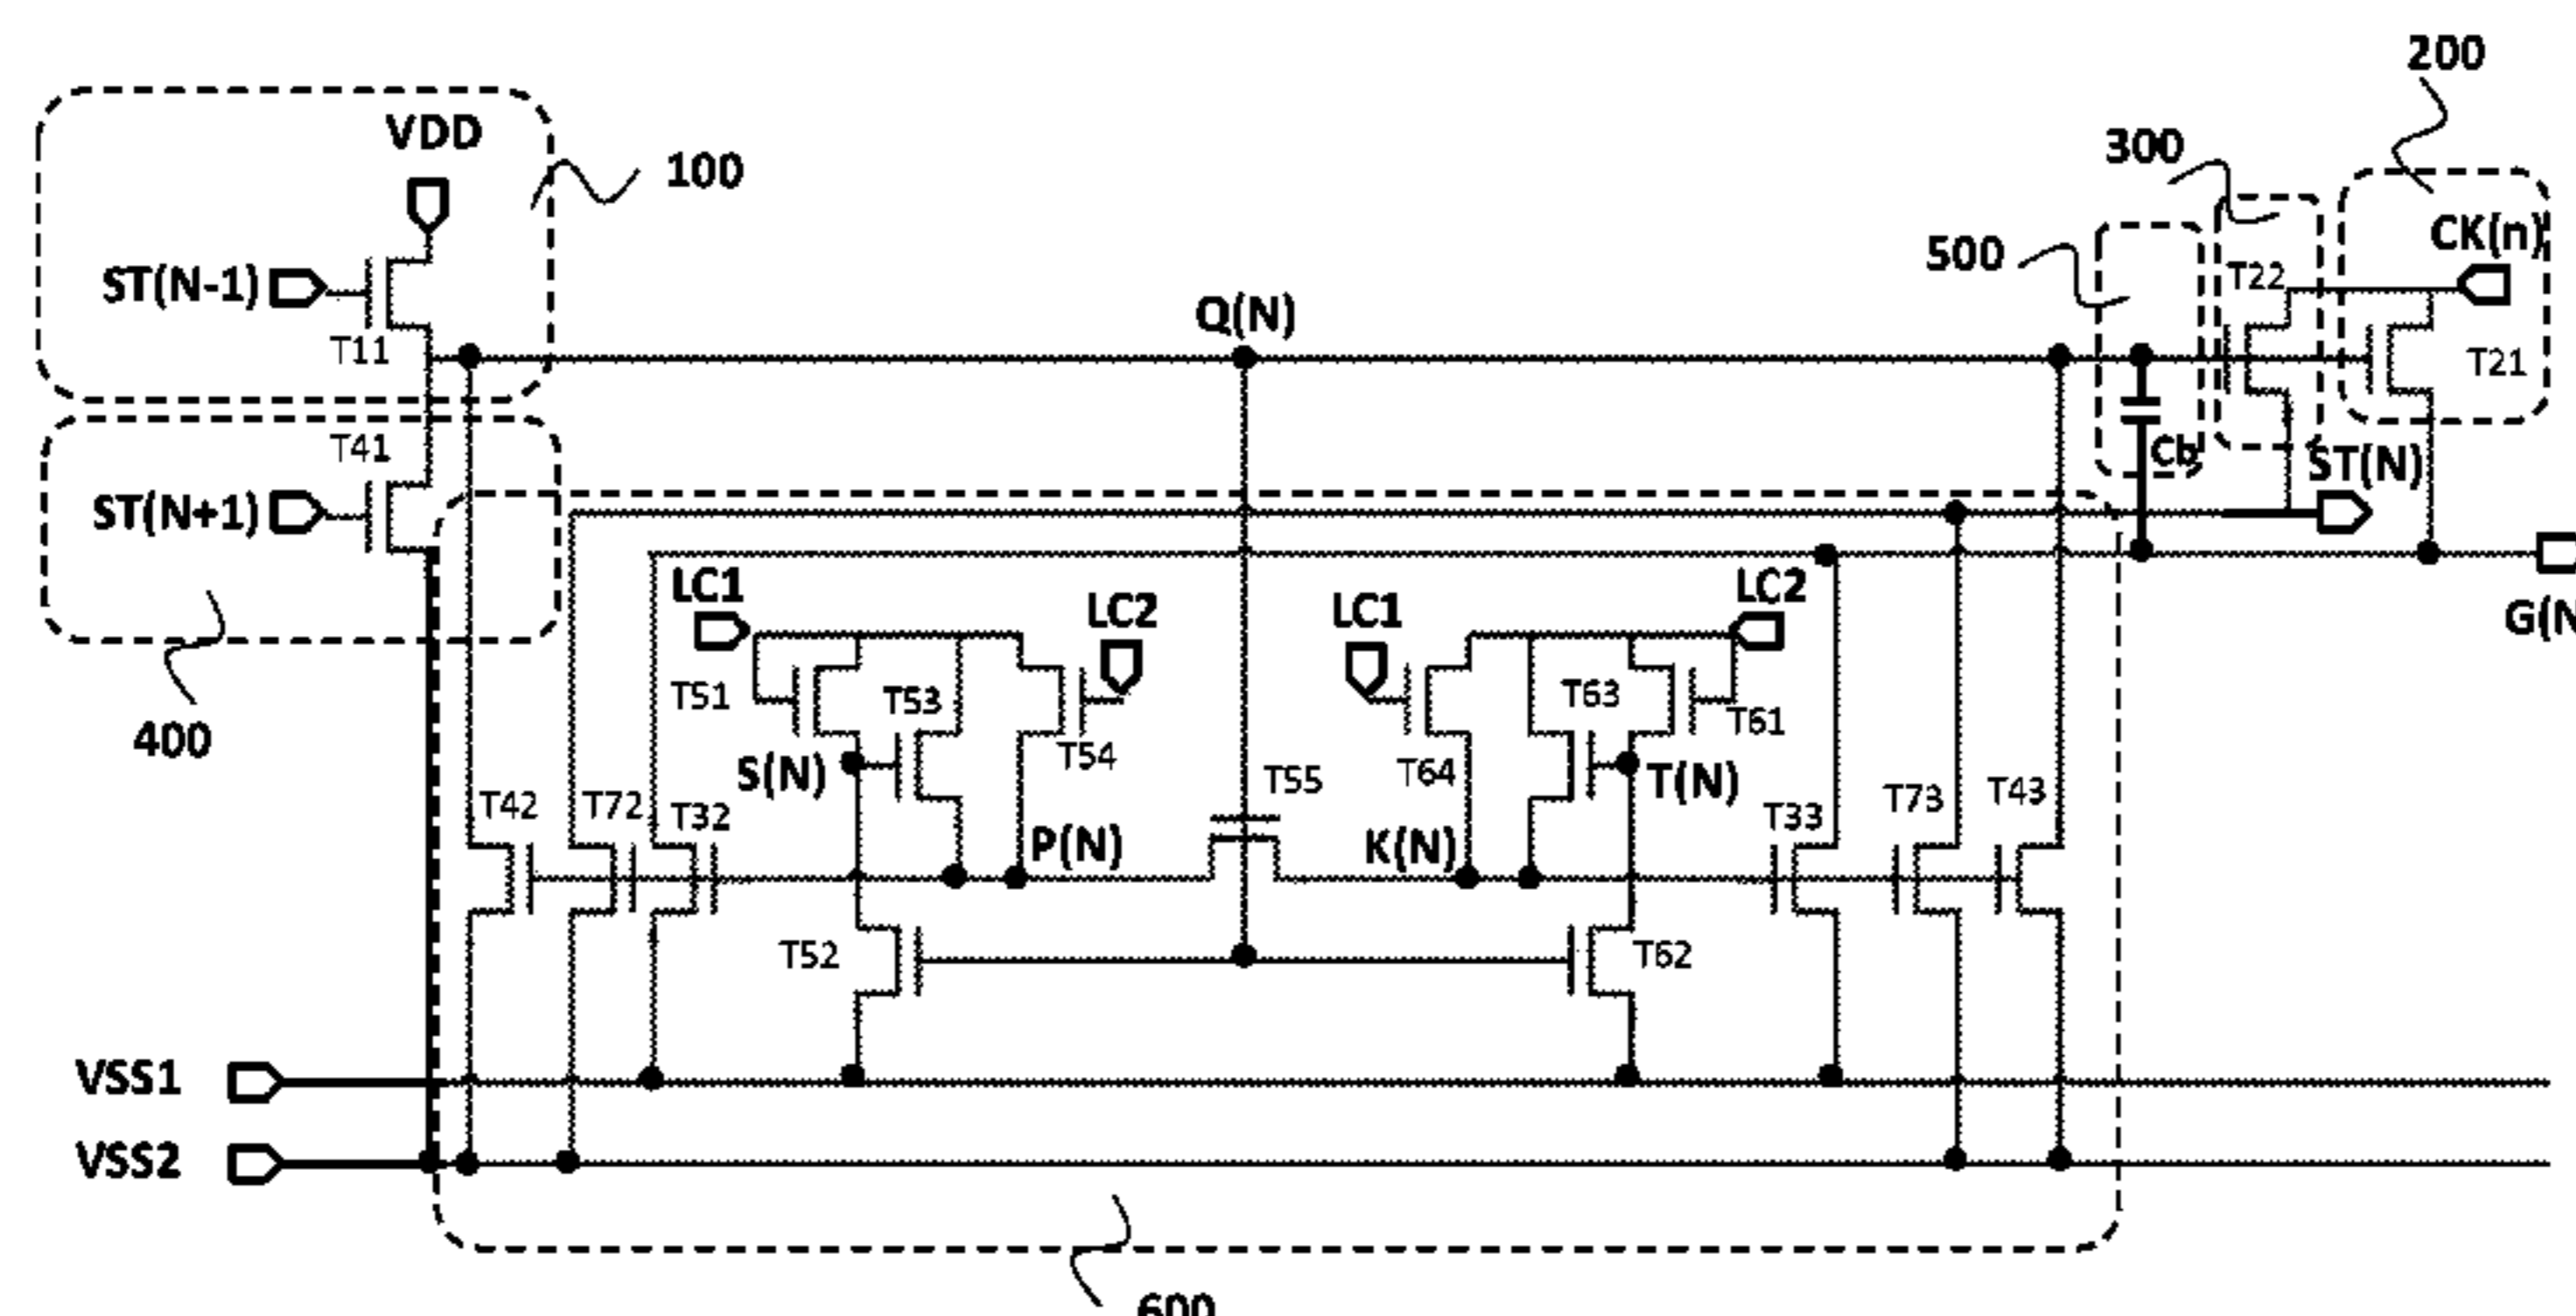 200
VDD
300
100
CK(n)
500
T22
ST(N-1)
Q(N)
T11
T21
T41
Cb
ST(N)
ST(N+1)
LC1
LC2
LC1
LC2
G(N
T51
T53
T63
T61
400
S(N)
T54
T55
T64
T(N)
T42
T72
T32
P(N)
K(N)
T33
T73
T43
T52
T62
VSS1
VSS2
600